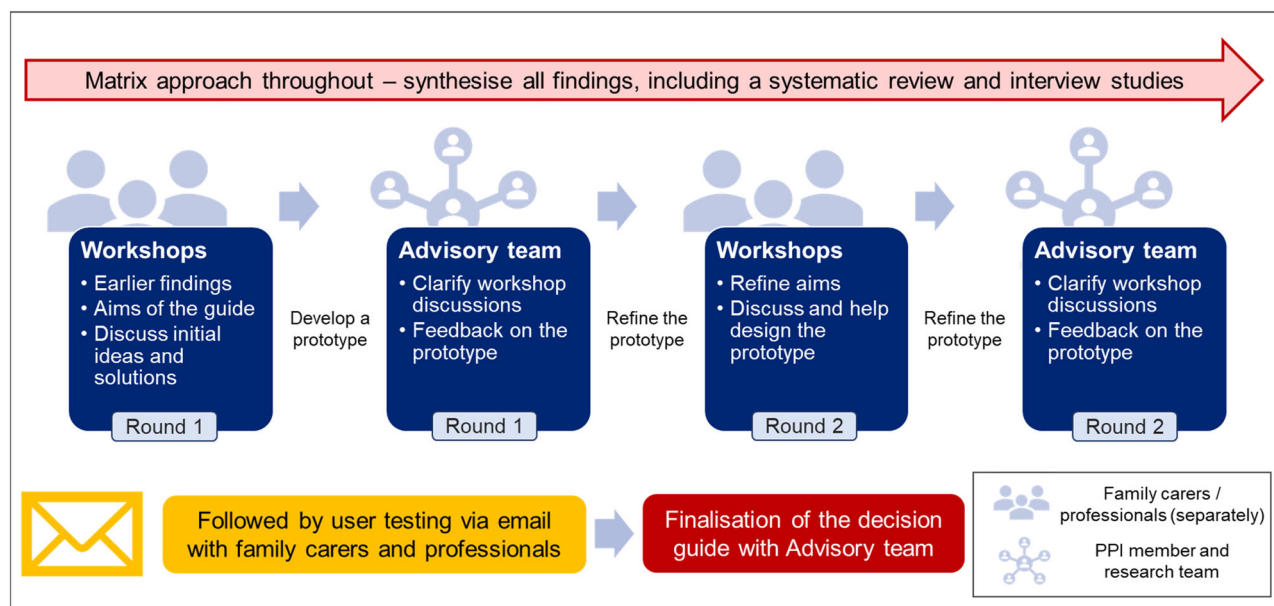 Matrix approach throughout – synthesise all findings, including a systematic review and interview studies
Workshops
• Earlier findings
• Aims of the guide
• Discuss initial
ideas and
solutions
Round 1
Develop a
prototype
Advisory team
• Clarify workshop
discussions
• Feedback on the
prototype
Round 1
Refine the
prototype
Workshops
• Refine aims
• Discuss and help
design the
prototype
Round 2
Refine the
prototype
Advisory team
• Clarify workshop
discussions
• Feedback on the
prototype
Round 2
Followed by user testing via email
with family carers and professionals
Finalisation of the decision
guide with Advisory team
Family carers /
professionals (separately)
PPI member and
research team